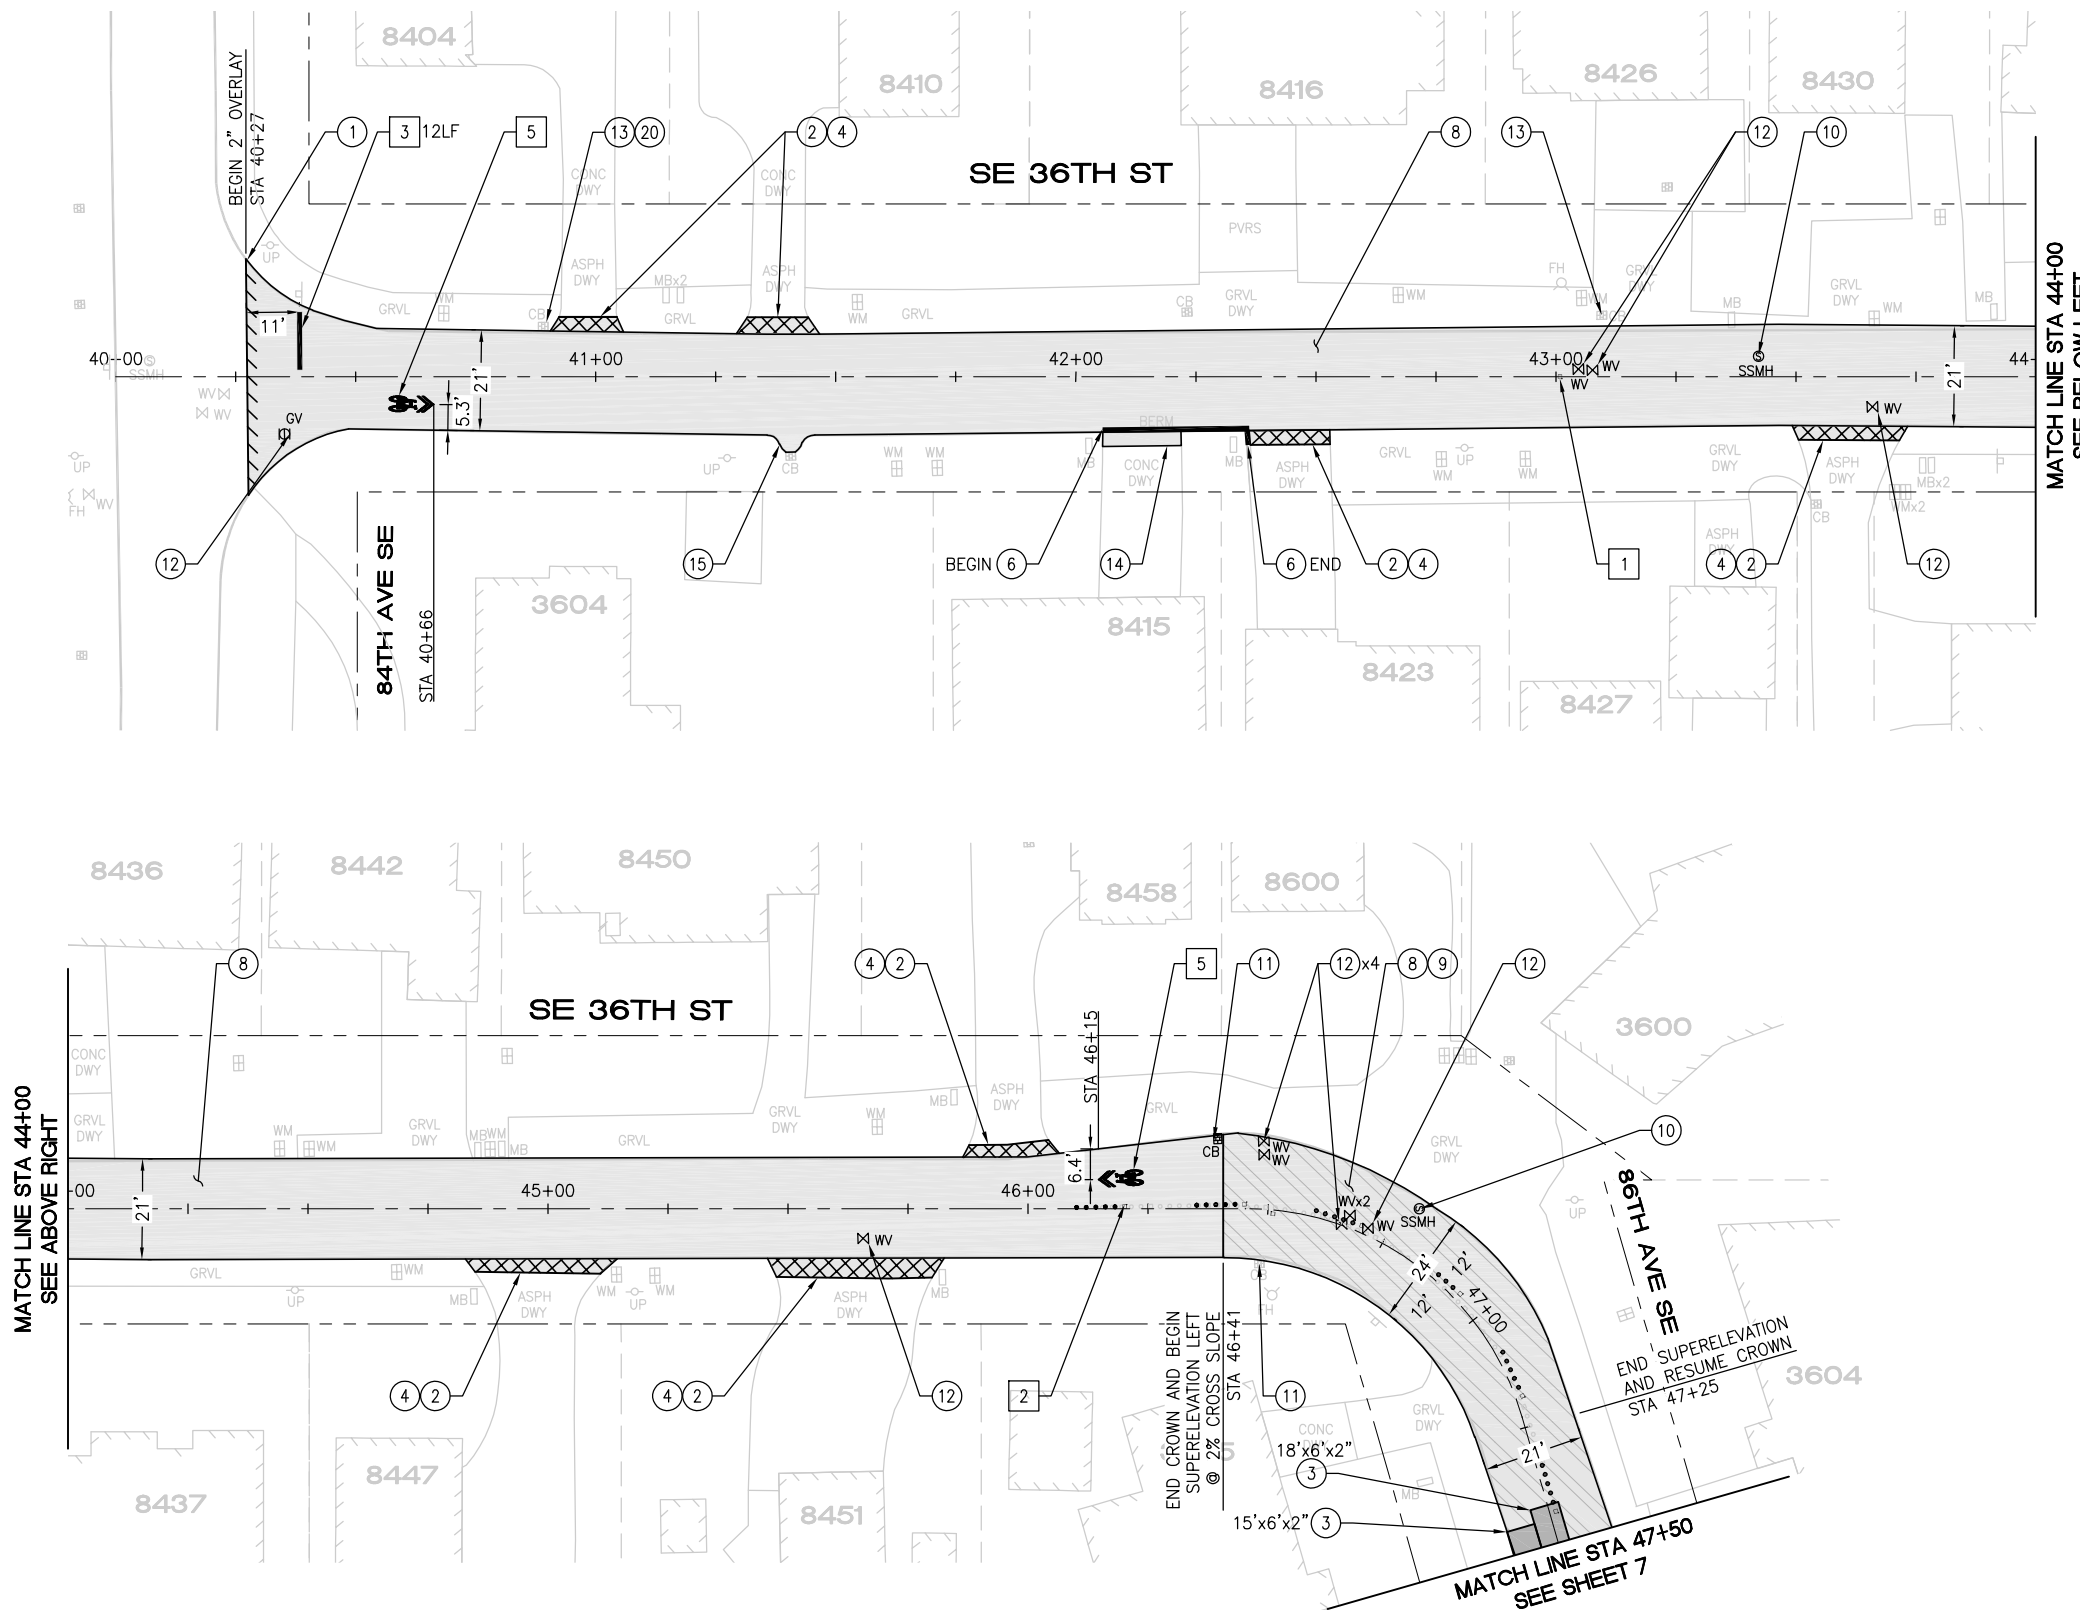 8404
8410
8416
8426
8430
BEGIN 2" OVERLAY
STA 40+27
1
3 12LF
5
13 20
2 4
8
13
12
10
SE 36TH ST
CONC
DWY
CONC
DWY
PVRS
UP
ASPH
DWY
ASPH
DWY
MBx2
FH
GRVL
DWY
GRVL
DWY
GRVL
WM
CB
GRVL
WM
GRVL
CB
WM
WM
CB
MB
WM
MB
11'
40+00
SSMH
41+00
42+00
43+00
44+
WV
WV
SSMH
21'
21'
5.3'
WV
WV
GV
WV
BERM
UP
WV
FH
UP
CB
WM
WM
MB
CONC
DWY
MB
ASPH
DWY
GRVL
WM
UP
WM
GRVL
DWY
ASPH
DWY
MBx2
WMx2
CB
ASPH
DWY
MATCH LINE STA 44+00
SEE BELOW LEFT
12
84TH AVE SE
STA 40+66
15
BEGIN 6
14
6 END
2 4
1
4 2
12
3604
8415
8423
8427
8436
8442
8450
8458
8600
8
4 2
5
11
12 x4
8 9
12
SE 36TH ST
STA 46+15
3600
CONC
DWY
GRVL
DWY
WM
WM
GRVL
DWY
MB
WM
MB
GRVL
GRVL
DWY
WM
MB
ASPH
DWY
GRVL
GRVL
DWY
10
MATCH LINE STA 44+00
SEE ABOVE RIGHT
-00
21'
45+00
46+00
6.4'
CB
WV
WV
WVx2
WV
SSMH
UP
86TH AVE SE
WV
GRVL
UP
WM
MB
ASPH
DWY
WM
UP
WM
ASPH
DWY
MB
CB
FH
24'
12'
12'
47+00
END SUPERELEVATION
AND RESUME CROWN
STA 47+25
3604
4 2
4 2
12
2
END CROWN AND BEGIN
SUPERELEVATION LEFT
@ 2% CROSS SLOPE
STA 46+41
11
CONC
GRVL
DWY
21'
18'x6'x2"
3
MB
15'x6'x2" 3
8437
8447
8451
MATCH LINE STA 47+50
SEE SHEET 7